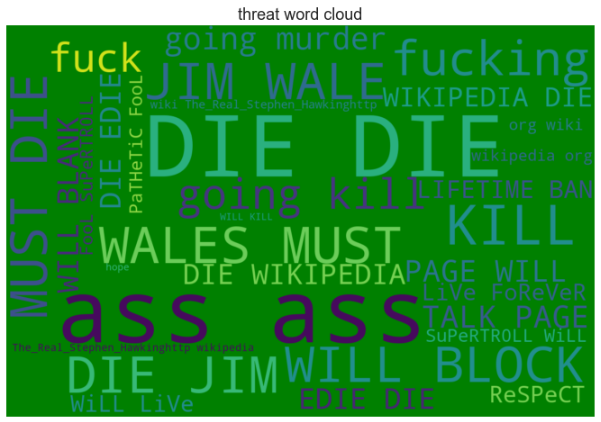 threat word cloud
going murder
fuck
fucking
JIM WALE
WIKIPEDIA DIE
wiki The_Real_Stephen_Hawkinghttp
MUST DIE
WiLL BLANK
FooL SuPeRTR0LL
DIE EDIE
PaTHeTiC FooL
DIE DIE
org wiki
wikipedia org
going kill
LIFETIME BAN
WiLL KILL
KILL
WALES MUST
hope
DIE WIKIPEDIA
PAGE WILL
LiVe FoReVeR
ass ass
TALK PAGE
SuPeRTR0LL WiLL
The_Real_Stephen_Hawkinghttp wikipedia
DIE JIM
WILL BLOCK
ReSPeCT
WiLL LiVe
EDIE DIE